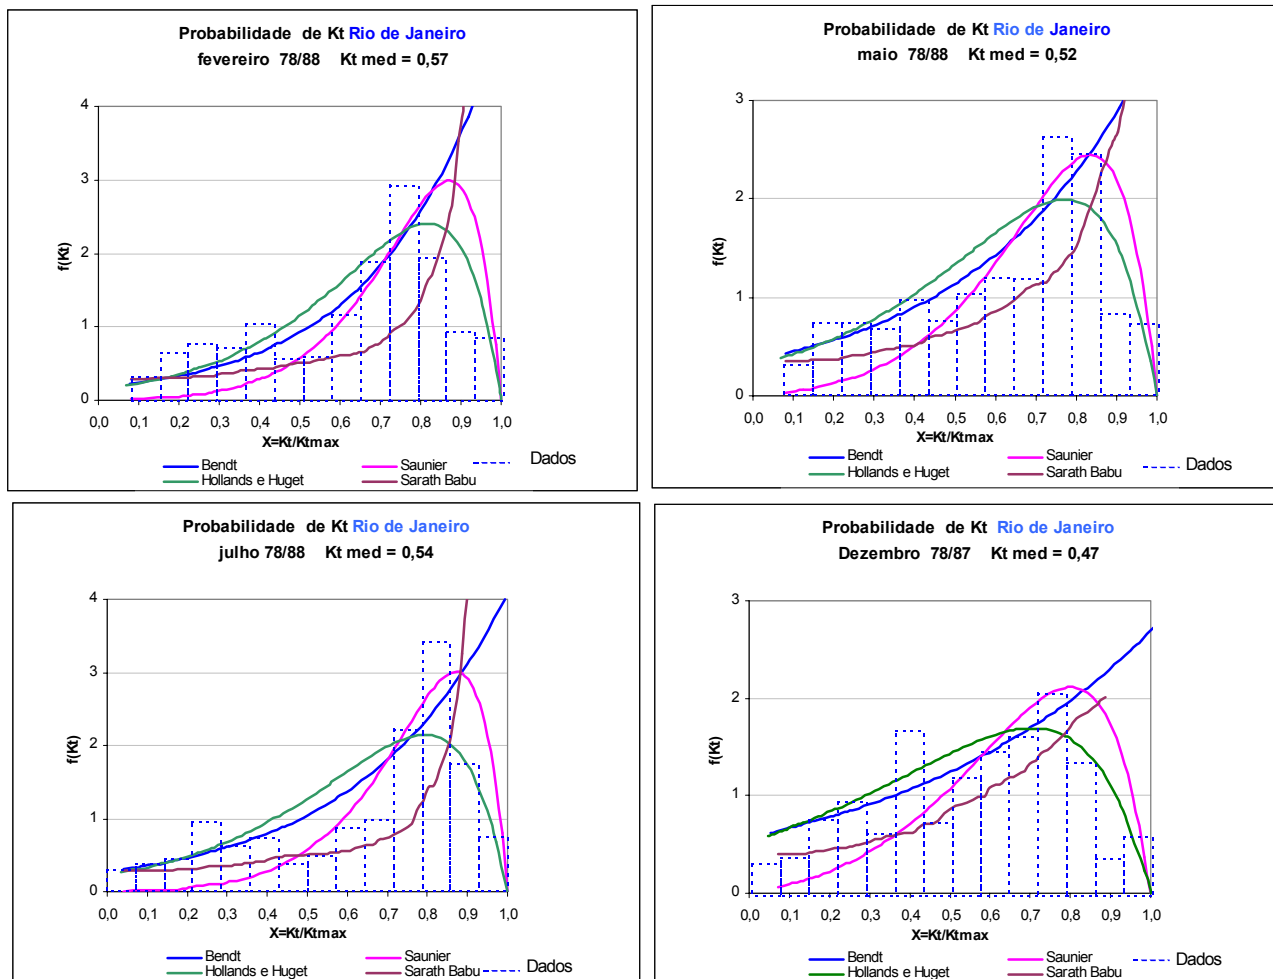 Probabilidade de Kt Rio de Janeiro
fevereiro 78/88 Kt med = 0,57
4
3
2
1
0
f(Kt)
0,0 0,1 0,2 0,3 0,4 0,5 0,6 0,7 0,8 0,9 1,0
X=Kt/Ktmax
Bendt Saunier Dados
Hollands e Huget Sarath Babu
Probabilidade de Kt Rio de Janeiro
maio 78/88 Kt med = 0,52
3
2
1
0
f(Kt)
0,0 0,1 0,2 0,3 0,4 0,5 0,6 0,7 0,8 0,9 1,0
X=Kt/Ktmax
Bendt Saunier
Hollands e Huget Sarath Babu Dados
Probabilidade de Kt Rio de Janeiro
julho 78/88 Kt med = 0,54
4
3
2
1
0
f(Kt)
0,0 0,1 0,2 0,3 0,4 0,5 0,6 0,7 0,8 0,9 1,0
X=Kt/Ktmax
Bendt Saunier
Hollands e Huget Sarath Babu Dados
Probabilidade de Kt Rio de Janeiro
Dezembro 78/87 Kt med = 0,47
3
2
1
0
f(Kt)
0,0 0,1 0,2 0,3 0,4 0,5 0,6 0,7 0,8 0,9 1,0
X=Kt/Ktmax
Bendt Saunier Dados
Hollands e Huget Sarath Babu